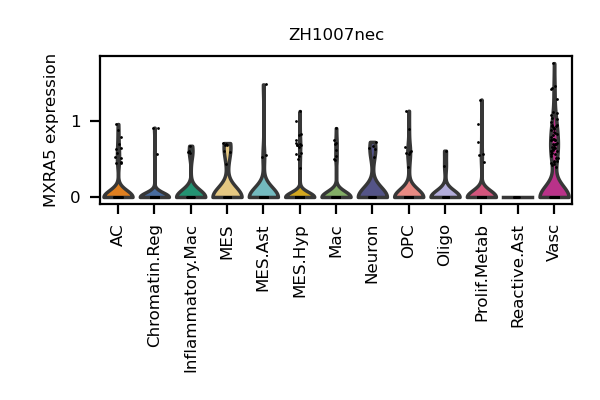 ZH1007nec
MXRA5 expression
1
0
AC
Chromatin.Reg
Inflammatory.Mac
MES
MES.Ast
MES.Hyp
Mac
Neuron
OPC
Oligo
Prolif.Metab
Reactive.Ast
Vasc